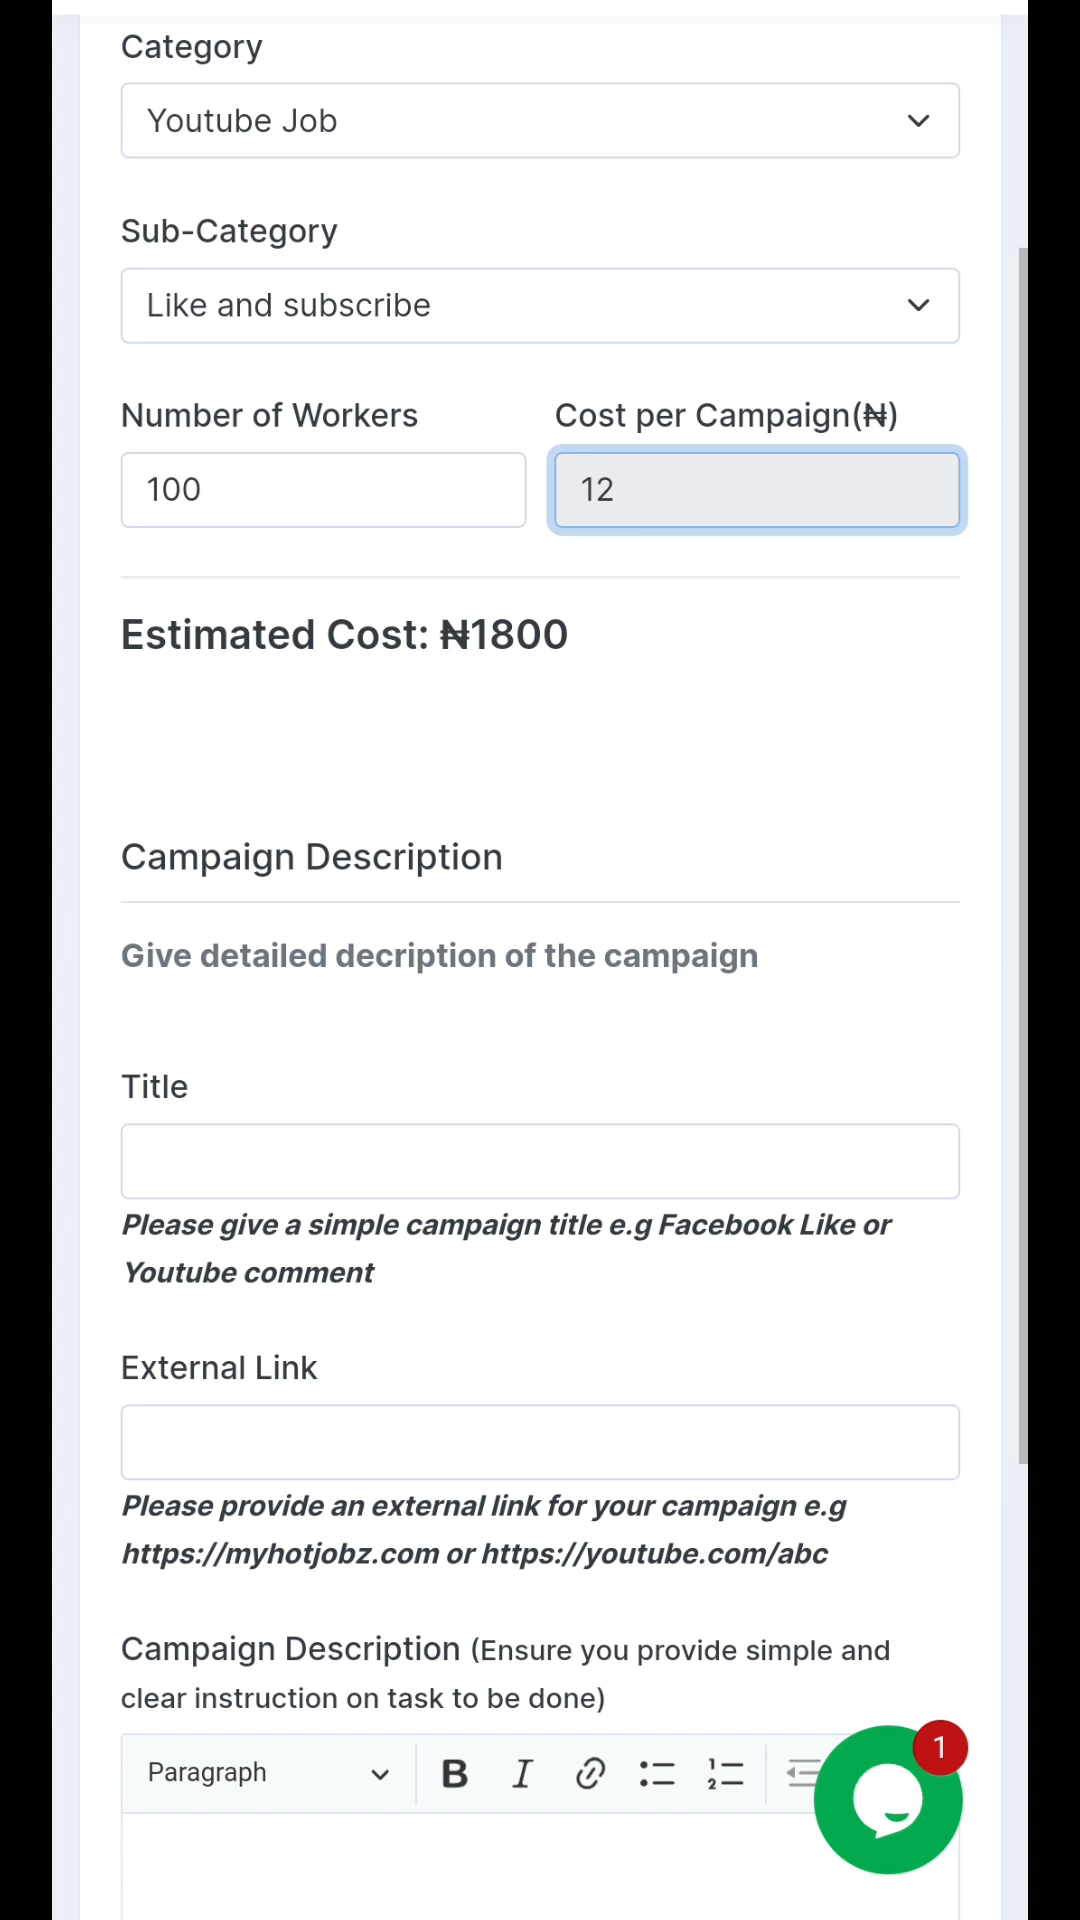 Category
Youtube Job
Sub-Category
Like and subscribe
Number of Workers
Cost per Campaign(₦)
100
12
Estimated Cost: ₦1800
Campaign Description
Give detailed decription of the campaign
Title
Please give a simple campaign title e.g Facebook Like or
Youtube comment
External Link
Please provide an external link for your campaign e.g
https://myhotjobz.com or https://youtube.com/abc
Campaign Description (Ensure you provide simple and
clear instruction on task to be done)
Paragraph
1